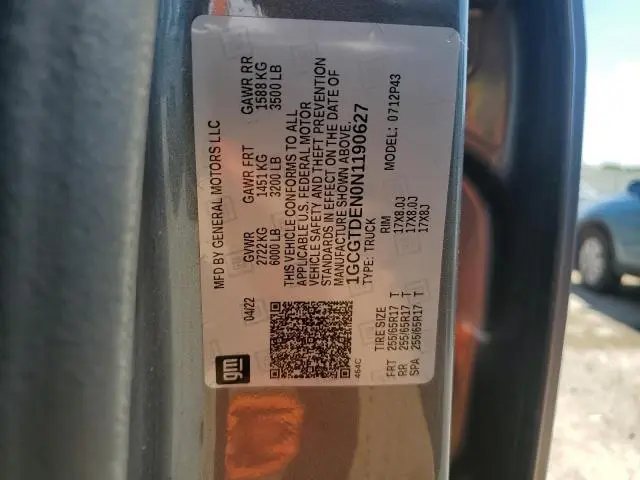 MFD BY GENERAL MOTORS LLC
04/22
GVWR GAWR FRT GAWR RR
2722 KG 1451 KG 1588 KG
6000 LB 3200 LB 3500 LB
THIS VEHICLE CONFORMS TO ALL
APPLICABLE U.S. FEDERAL MOTOR
VEHICLE SAFETY AND THEFT PREVENTION
STANDARDS IN EFFECT ON THE DATE OF
MANUFACTURE SHOWN ABOVE.
1GCGTDEN0N1190627
TYPE: TRUCK MODEL: 0712P43
TIRE SIZE RIM
FRT 255/65R17 T 17X8.0J
RR 255/65R17 T 17X8.0J
SPA 255/65R17 T 17X8J
gm
464C